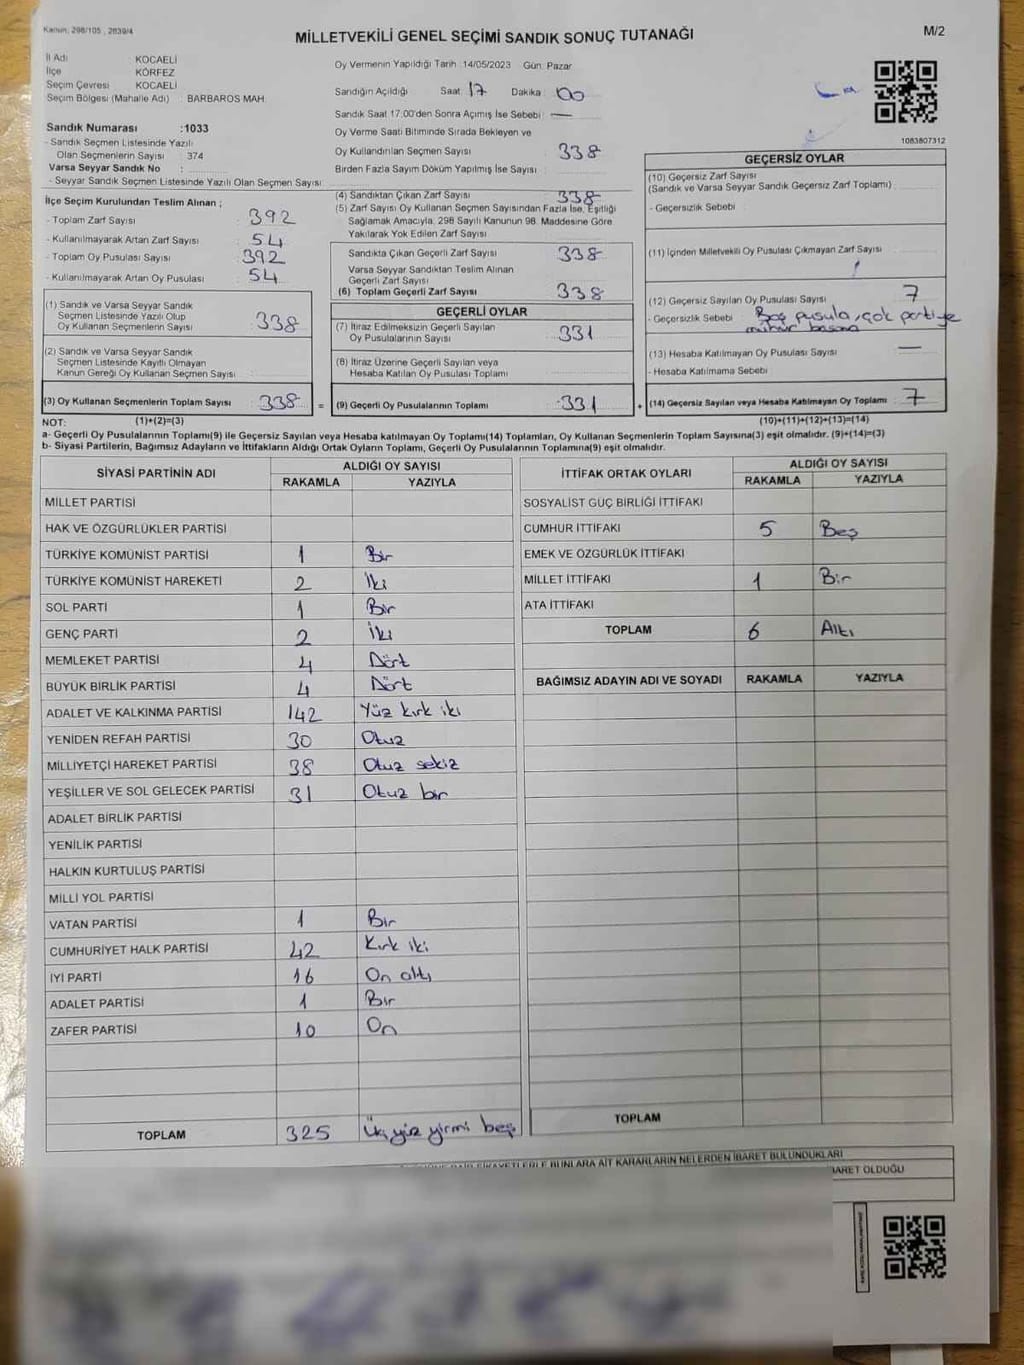 Kanun, 298/105 , 2839/4
MİLLETVEKİLİ GENEL SEÇİMİ SANDIK SONUÇ TUTANAĞI
M/2
İl Adı : KOCAELİ
İlçe : KÖRFEZ
Seçim Çevresi : KOCAELİ
Seçim Bölgesi (Mahalle Adı) : BARBAROS MAH.
Sandık Numarası :1033
- Sandık Seçmen Listesinde Yazılı
Olan Seçmenlerin Sayısı : 374
Varsa Seyyar Sandık No :
- Seyyar Sandık Seçmen Listesinde Yazılı Olan Seçmen Sayısı:
İlçe Seçim Kurulundan Teslim Alınan ;
- Toplam Zarf Sayısı : 392
- Kullanılmayarak Artan Zarf Sayısı : 54
- Toplam Oy Pusulası Sayısı : 392
- Kullanılmayarak Artan Oy Pusulası : 54
(1) Sandık ve Varsa Seyyar Sandık
Seçmen Listesinde Yazılı Olup
Oy Kullanan Seçmenlerin Sayısı : 338
(2) Sandık ve Varsa Seyyar Sandık
Seçmen Listesinde Kayıtlı Olmayan
Kanun Gereği Oy Kullanan Seçmen Sayısı :
(3) Oy Kullanan Seçmenlerin Toplam Sayısı : 338 =
Oy Vermenin Yapıldığı Tarih :14/05/2023 Gün: Pazar
Sandığın Açıldığı Saat: 17 Dakika : 00
Sandık Saat 17:00'den Sonra Açımış İse Sebebi : —
Oy Verme Saati Bitiminde Sırada Bekleyen ve
Oy Kullandırılan Seçmen Sayısı : 338
Birden Fazla Sayım Döküm Yapılmış İse Sayısı :
(4) Sandıktan Çıkan Zarf Sayısı : 338
(5) Zarf Sayısı Oy Kullanan Seçmen Sayısından Fazla İse, Eşitliği
Sağlamak Amacıyla, 298 Sayılı Kanunun 98. Maddesine Göre
Yakılarak Yok Edilen Zarf Sayısı :
Sandıkta Çıkan Geçerli Zarf Sayısı : 338
Varsa Seyyar Sandıktan Teslim Alınan
Geçerli Zarf Sayısı :
(6) Toplam Geçerli Zarf Sayısı : 338
GEÇERLİ OYLAR
(7) İtiraz Edilmeksizin Geçerli Sayılan
Oy Pusulalarının Sayısı : 331
(8) İtiraz Üzerine Geçerli Sayılan veya
Hesaba Katılan Oy Pusulası Toplamı :
(9) Geçerli Oy Pusulalarının Toplamı : 331 +
1083807312
GEÇERSİZ OYLAR
(10) Geçersiz Zarf Sayısı
(Sandık ve Varsa Seyyar Sandık Geçersiz Zarf Toplamı) :
- Geçersizlik Sebebi :
(11) İçinden Milletvekili Oy Pusulası Çıkmayan Zarf Sayısı :
(12) Geçersiz Sayılan Oy Pusulası Sayısı : 7
- Geçersizlik Sebebi : Boş pusula, çok partiye
mühür basma
(13) Hesaba Katılmayan Oy Pusulası Sayısı : —
- Hesaba Katılmama Sebebi :
(14) Geçersiz Sayılan veya Hesaba Katılmayan Oy Toplamı : 7
NOT: (1)+(2)=(3) (10)+(11)+(12)+(13)=(14)
a- Geçerli Oy Pusulalarının Toplamı(9) ile Geçersiz Sayılan veya Hesaba katılmayan Oy Toplamı(14) Toplamları, Oy Kullanan Seçmenlerin Toplam Sayısına(3) eşit olmalıdır. (9)+(14)=(3)
b- Siyasi Partilerin, Bağımsız Adayların ve İttifakların Aldığı Ortak Oyların Toplamı, Geçerli Oy Pusulalarının Toplamına(9) eşit olmalıdır.
SİYASİ PARTİNİN ADI ALDIĞI OY SAYISI
RAKAMLA YAZIYLA
MİLLET PARTİSİ
HAK VE ÖZGÜRLÜKLER PARTİSİ
TÜRKİYE KOMÜNİST PARTİSİ 1 Bir
TÜRKİYE KOMÜNİST HAREKETİ 2 İki
SOL PARTİ 1 Bir
GENÇ PARTİ 2 İki
MEMLEKET PARTİSİ 4 Dört
BÜYÜK BİRLİK PARTİSİ 4 Dört
ADALET VE KALKINMA PARTİSİ 142 Yüz kırk iki
YENİDEN REFAH PARTİSİ 30 Otuz
MİLLİYETÇİ HAREKET PARTİSİ 38 Otuz sekiz
YEŞİLLER VE SOL GELECEK PARTİSİ 31 Otuz bir
ADALET BİRLİK PARTİSİ
YENİLİK PARTİSİ
HALKIN KURTULUŞ PARTİSİ
MİLLİ YOL PARTİSİ
VATAN PARTİSİ 1 Bir
CUMHURİYET HALK PARTİSİ 42 Kırk iki
İYİ PARTİ 16 On altı
ADALET PARTİSİ 1 Bir
ZAFER PARTİSİ 10 On
TOPLAM 325 Üç yüz yirmi beş
İTTİFAK ORTAK OYLARI ALDIĞI OY SAYISI
RAKAMLA YAZIYLA
SOSYALİST GÜÇ BİRLİĞİ İTTİFAKI
CUMHUR İTTİFAKI 5 Beş
EMEK VE ÖZGÜRLÜK İTTİFAKI
MİLLET İTTİFAKI 1 Bir
ATA İTTİFAKI
TOPLAM 6 Altı
BAĞIMSIZ ADAYIN ADI VE SOYADI RAKAMLA YAZIYLA
TOPLAM
BUNLARA AİT KARARLARIN NELERDEN İBARET BULUNDUKLARI
İBARET OLDUĞU